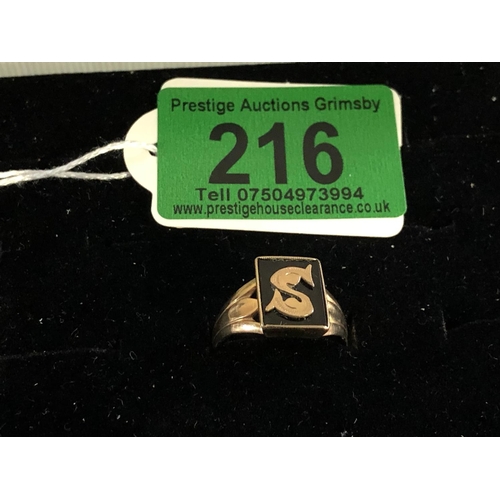 Prestige Auctions Grimsby
216
Tell 07504973994
www.prestigehouseclearance.co.uk
S